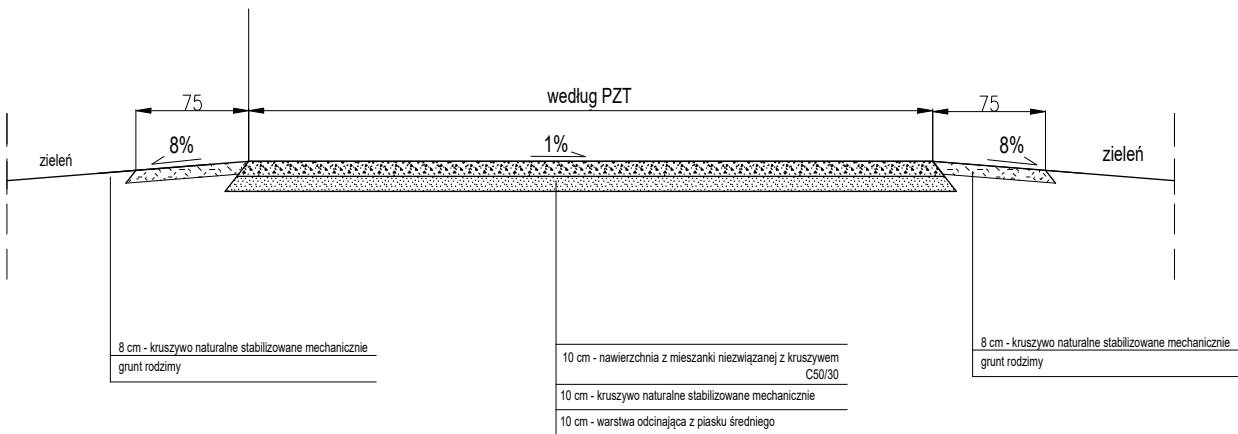 według PZT
75
75
8%
1%
8%
zieleń
zieleń
8 cm - kruszywo naturalne stabilizowane mechanicznie
grunt rodzimy
10 cm - nawierzchnia z mieszanki niezwiązanej z kruszywem
C50/30
10 cm - kruszywo naturalne stabilizowane mechanicznie
10 cm - warstwa odcinająca z piasku średniego
8 cm - kruszywo naturalne stabilizowane mechanicznie
grunt rodzimy